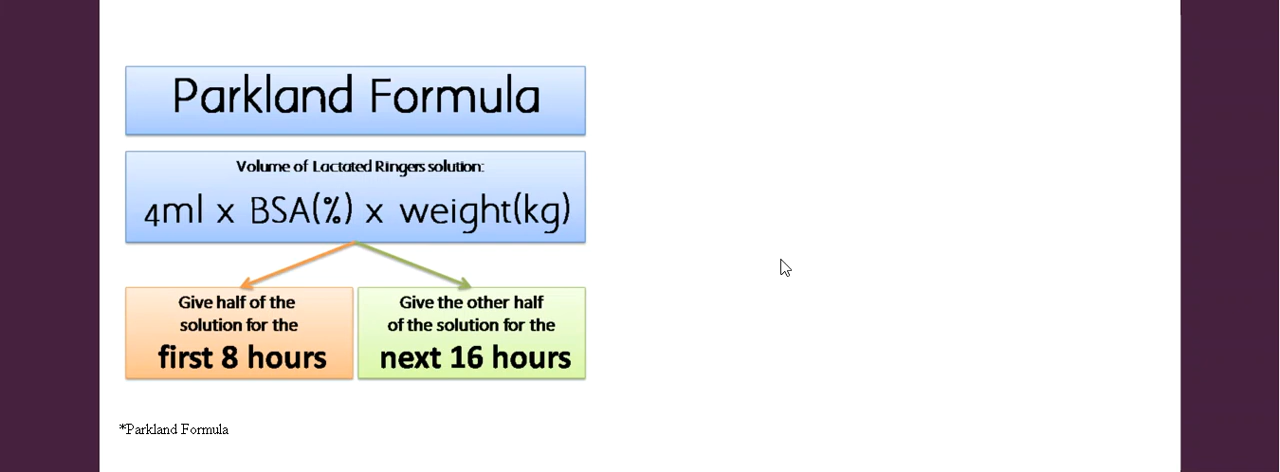 Parkland Formula
Volume of Lactated Ringers solution:
4ml x BSA(%) x weight(kg)
Give half of the
solution for the
first 8 hours
Give the other half
of the solution for the
next 16 hours
*Parkland Formula